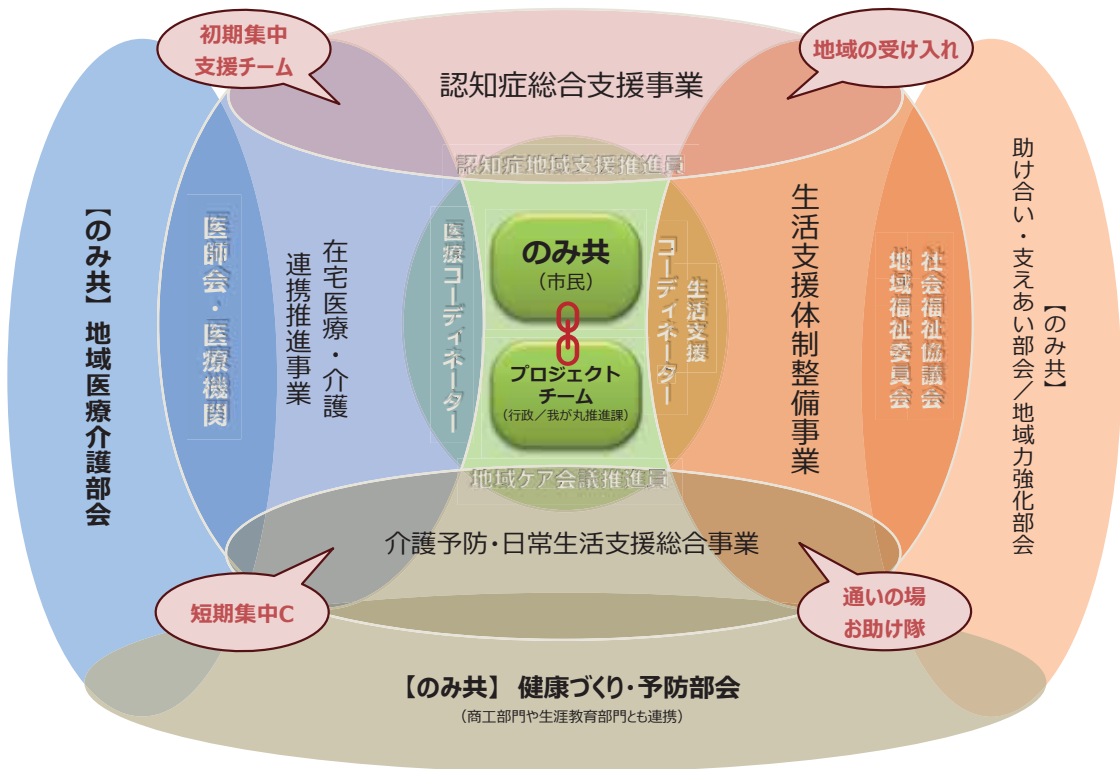 初期集中
支援チーム
認知症総合支援事業
地域の受け入れ
認知症地域支援推進員
【のみ共】地域医療介護部会
医師会・医療機関
在宅医療・介護
連携推進事業
医療コーディネーター
のみ共
(市民)
プロジェクト
チーム
(行政／我が丸推進課)
生活支援
コーディネーター
生活支援体制整備事業
社会福祉協議会
地域福祉委員会
【のみ共】
助け合い・支えあい部会／地域力強化部会
地域ケア会議推進員
介護予防・日常生活支援総合事業
短期集中C
通いの場
お助け隊
【のみ共】 健康づくり・予防部会
(商工部門や生涯教育部門とも連携)